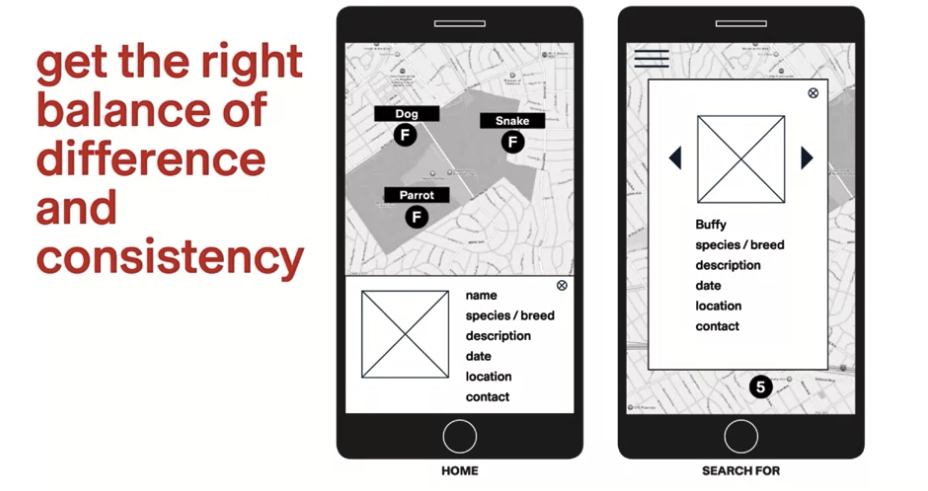 get the right
balance of
difference
and
consistency
Dog
F
Snake
F
Parrot
F
name
species / breed
description
date
location
contact
HOME
Buffy
species / breed
description
date
location
contact
5
SEARCH FOR